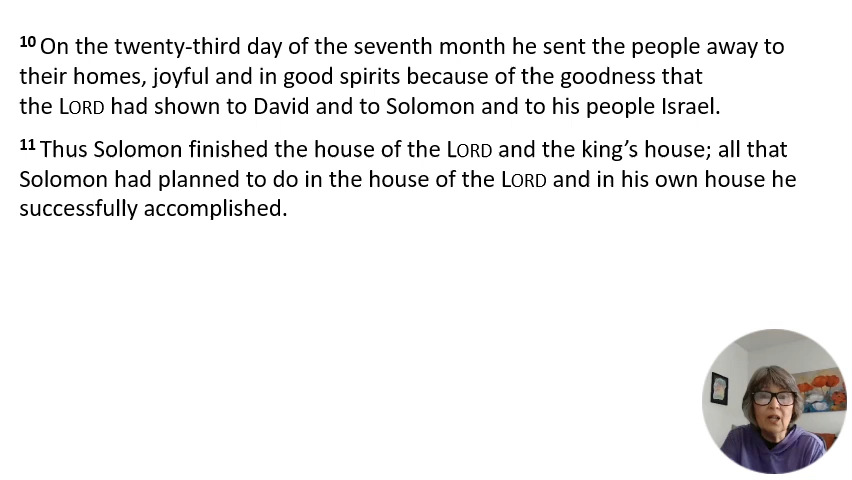 10 On the twenty-third day of the seventh month he sent the people away to
their homes, joyful and in good spirits because of the goodness that
the LORD had shown to David and to Solomon and to his people Israel.
11 Thus Solomon finished the house of the LORD and the king’s house; all that
Solomon had planned to do in the house of the LORD and in his own house he
successfully accomplished.